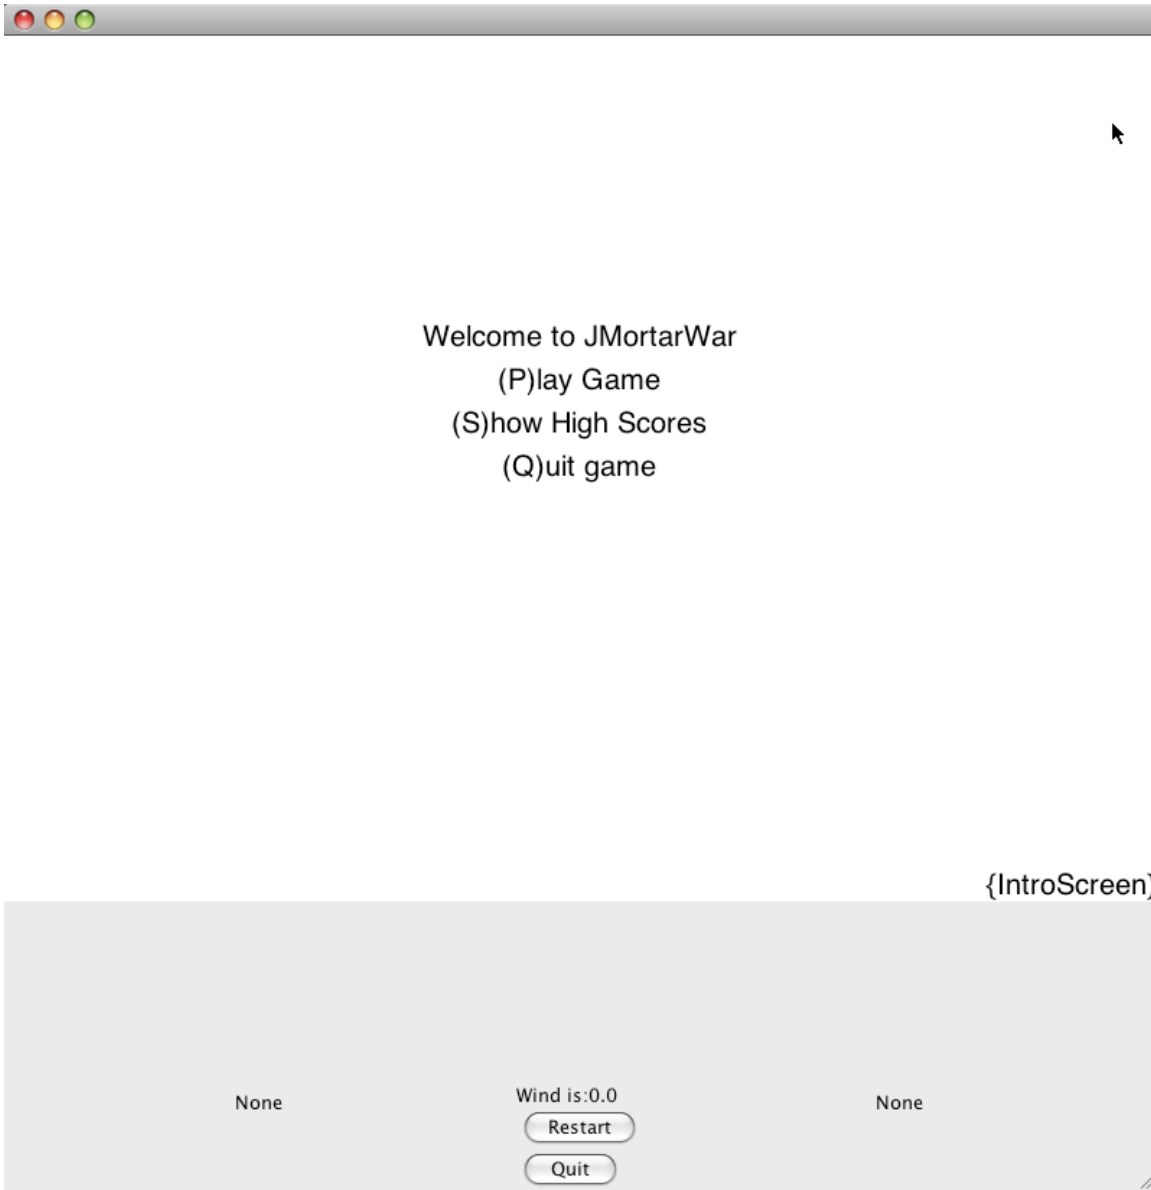 Welcome to JMortarWar
(P)lay Game
(S)how High Scores
(Q)uit game
{IntroScreen}
None
Wind is:0.0
None
Restart
Quit